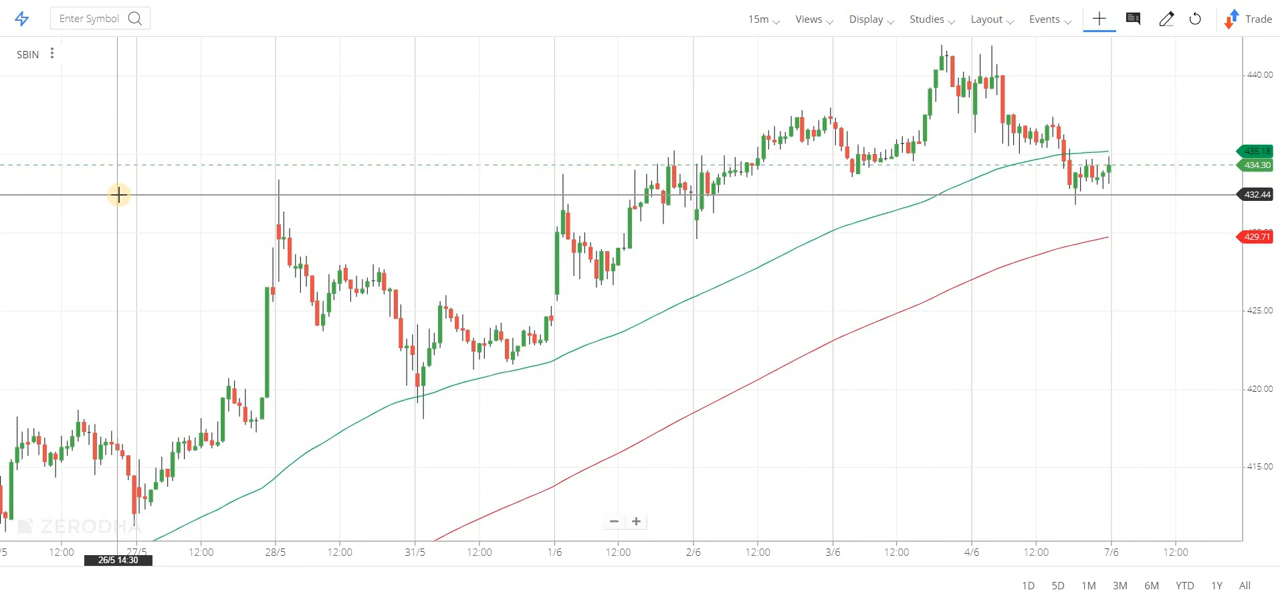 Enter Symbol 15m Views Display Studies Layout Events Trade
SBIN
440.00
435.18
434.30
432.44
429.71
425.00
420.00
415.00
ZERODHA
12:00 27/5 12:00 28/5 12:00 31/5 12:00 1/6 12:00 2/6 12:00 3/6 12:00 4/6 12:00 7/6 12:00
26/5 14:30
1D 5D 1M 3M 6M YTD 1Y All